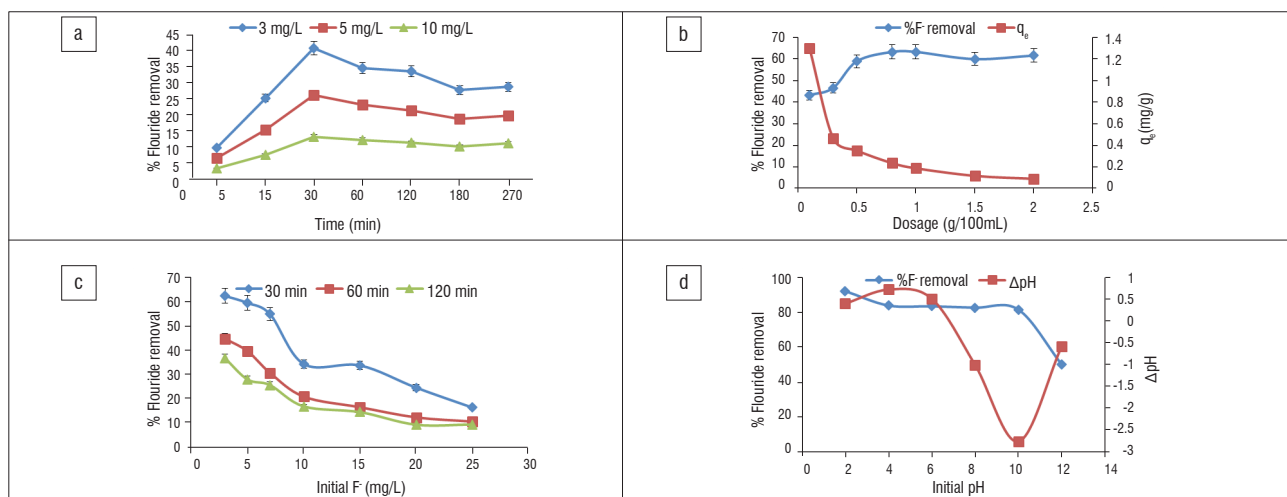 a
3 mg/L 5 mg/L 10 mg/L
% Flouride removal
45
40
35
30
25
20
15
10
5
0
0 5 15 30 60 120 180 270
Time (min)
b
%F- removal qe
% Flouride removal
70
60
50
40
30
20
10
0
1.4
1.2
1
0.8
0.6
0.4
0.2
0
qe (mg/g)
0 0.5 1 1.5 2 2.5
Dosage (g/100mL)
c
30 min 60 min 120 min
% Flouride removal
70
60
50
40
30
20
10
0
0 5 10 15 20 25 30
Initial F- (mg/L)
d
%F- removal ΔpH
% Flouride removal
100
80
60
40
20
0
1
0.5
0
-0.5
-1
-1.5
-2
-2.5
-3
ΔpH
0 2 4 6 8 10 12 14
Initial pH